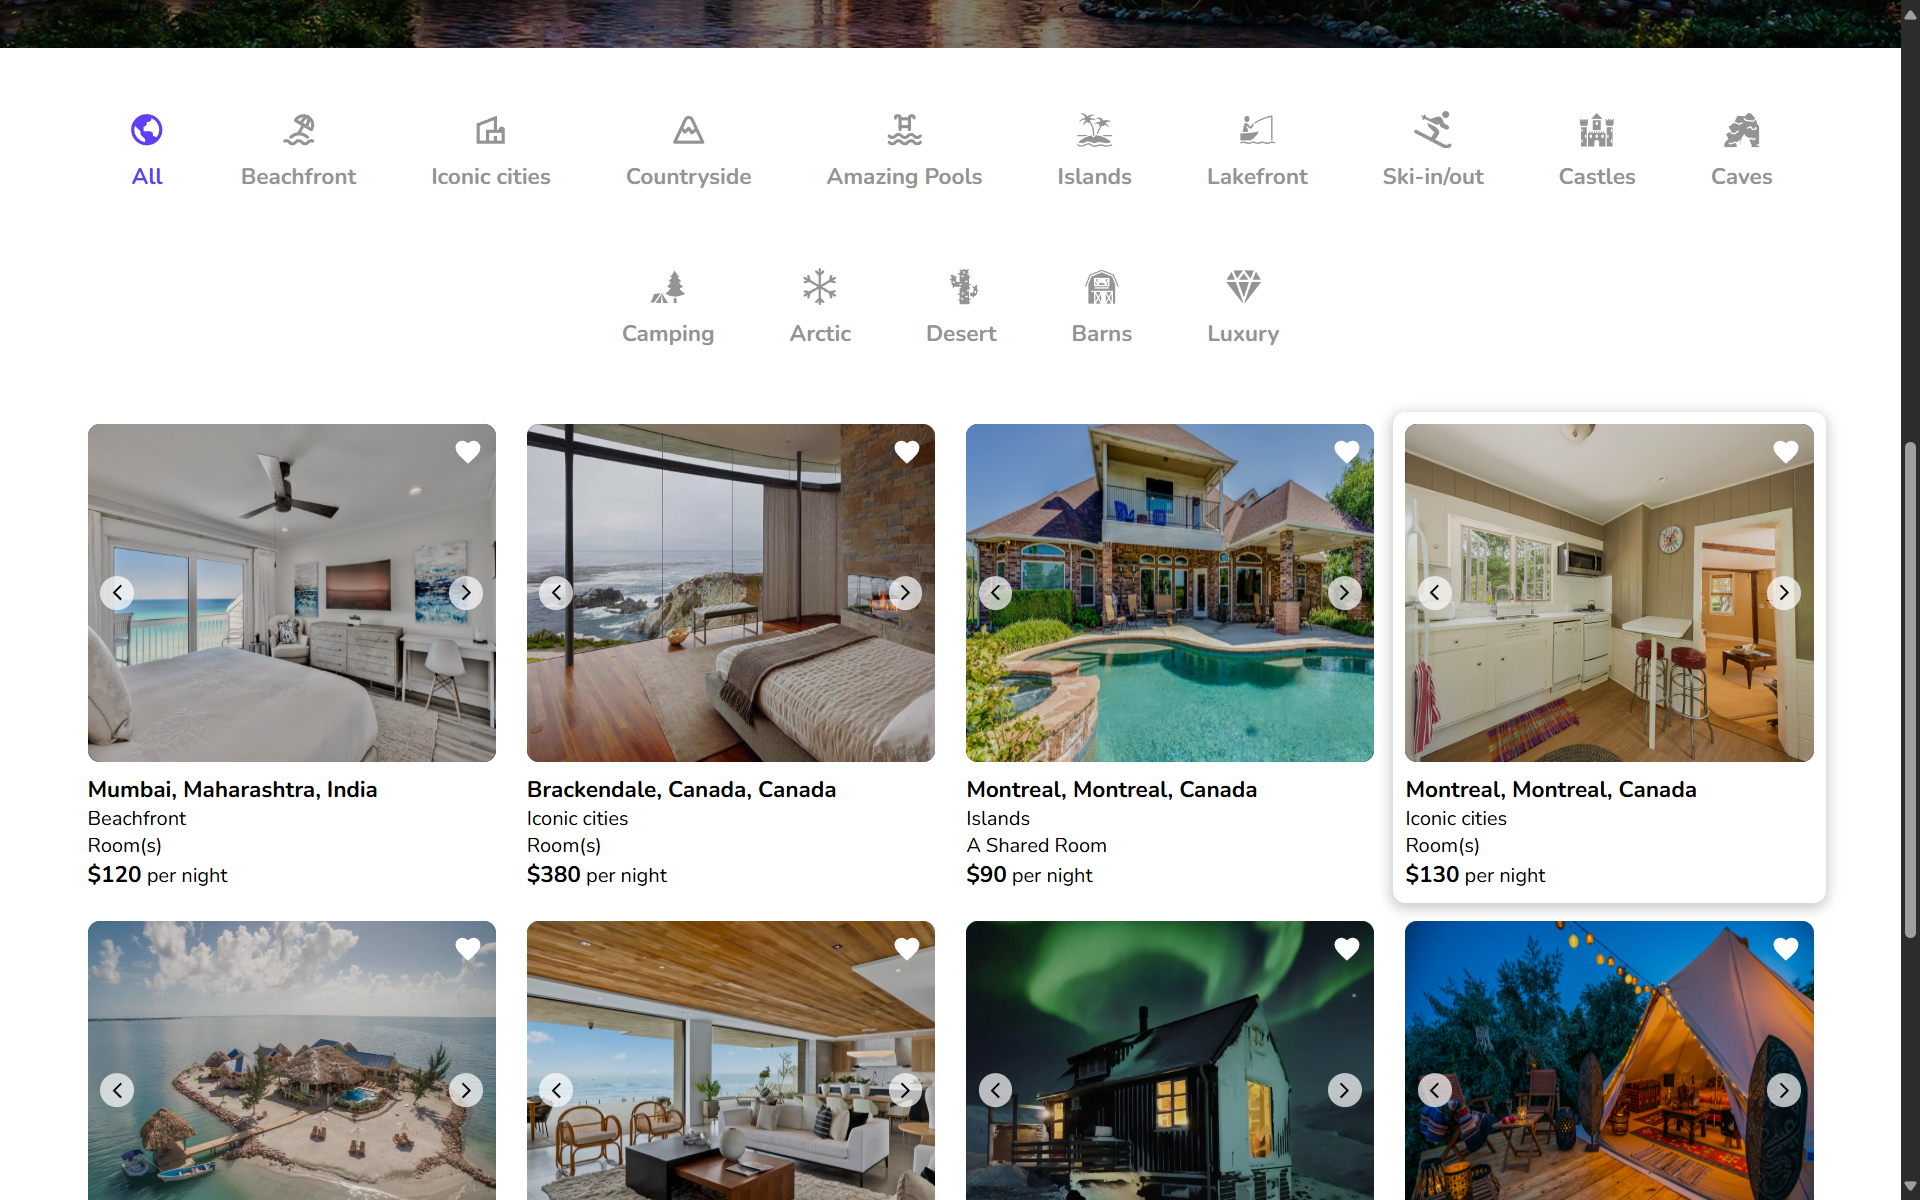 All
Beachfront
Iconic cities
Countryside
Amazing Pools
Islands
Lakefront
Ski-in/out
Castles
Caves
Camping
Arctic
Desert
Barns
Luxury
Mumbai, Maharashtra, India
Beachfront
Room(s)
$120 per night
Brackendale, Canada, Canada
Iconic cities
Room(s)
$380 per night
Montreal, Montreal, Canada
Islands
A Shared Room
$90 per night
Montreal, Montreal, Canada
Iconic cities
Room(s)
$130 per night